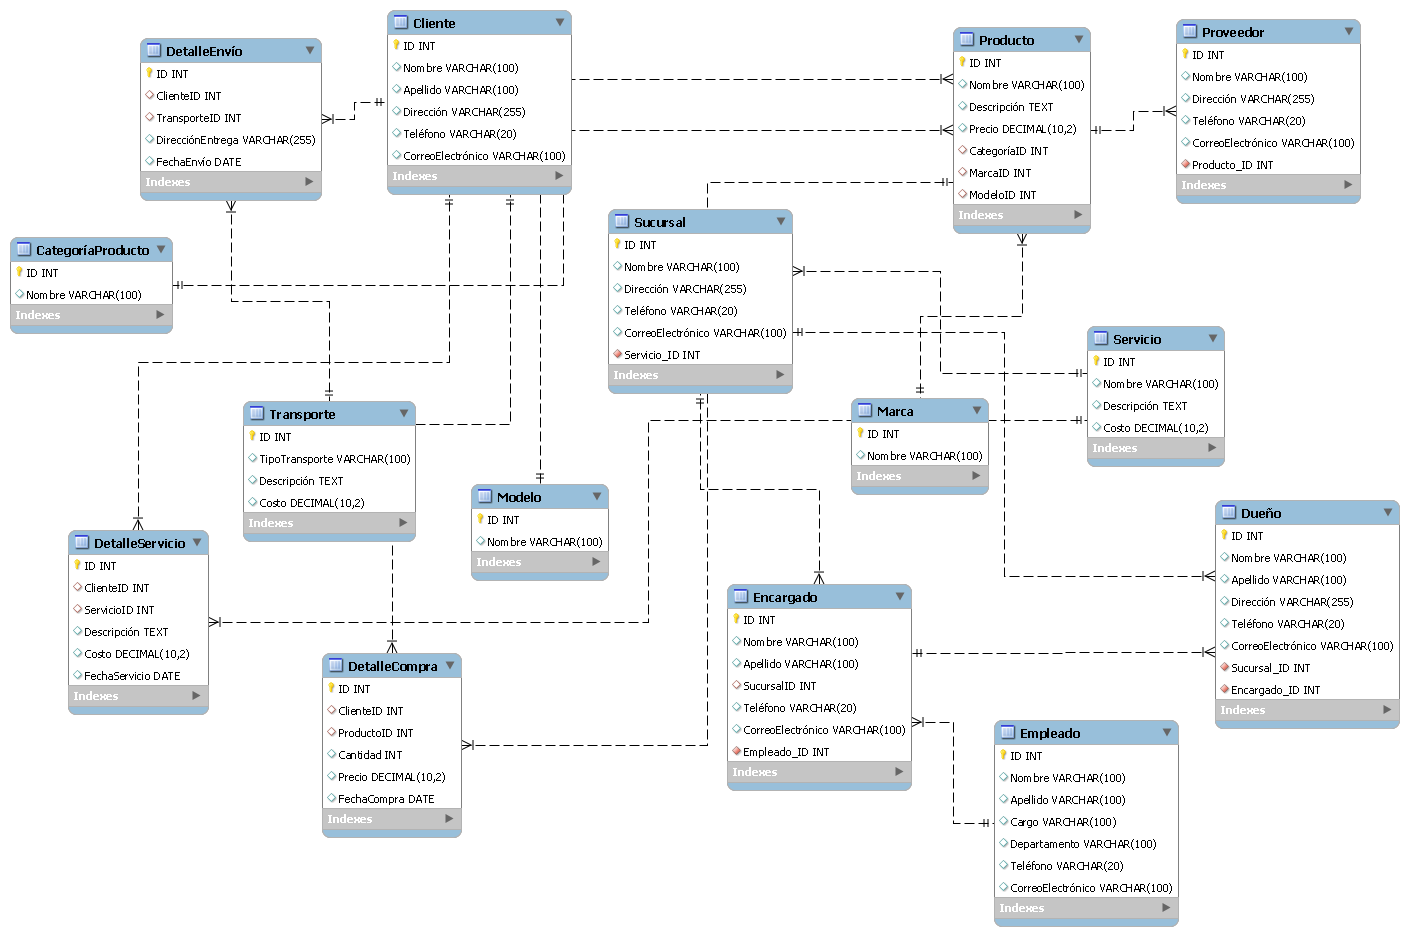 DetalleEnvío
ID INT
ClienteID INT
TransporteID INT
DirecciónEntrega VARCHAR(255)
FechaEnvío DATE
Indexes
Cliente
ID INT
Nombre VARCHAR(100)
Apellido VARCHAR(100)
Dirección VARCHAR(255)
Teléfono VARCHAR(20)
CorreoElectrónico VARCHAR(100)
Indexes
Producto
ID INT
Nombre VARCHAR(100)
Descripción TEXT
Precio DECIMAL(10,2)
CategoríaID INT
MarcaID INT
ModeloID INT
Indexes
Proveedor
ID INT
Nombre VARCHAR(100)
Dirección VARCHAR(255)
Teléfono VARCHAR(20)
CorreoElectrónico VARCHAR(100)
Producto_ID INT
Indexes
CategoríaProducto
ID INT
Nombre VARCHAR(100)
Indexes
Sucursal
ID INT
Nombre VARCHAR(100)
Dirección VARCHAR(255)
Teléfono VARCHAR(20)
CorreoElectrónico VARCHAR(100)
Servicio_ID INT
Indexes
Servicio
ID INT
Nombre VARCHAR(100)
Descripción TEXT
Costo DECIMAL(10,2)
Indexes
Transporte
ID INT
TipoTransporte VARCHAR(100)
Descripción TEXT
Costo DECIMAL(10,2)
Indexes
Marca
ID INT
Nombre VARCHAR(100)
Indexes
Modelo
ID INT
Nombre VARCHAR(100)
Indexes
DetalleServicio
ID INT
ClienteID INT
ServicioID INT
Descripción TEXT
Costo DECIMAL(10,2)
FechaServicio DATE
Indexes
Dueño
ID INT
Nombre VARCHAR(100)
Apellido VARCHAR(100)
Dirección VARCHAR(255)
Teléfono VARCHAR(20)
CorreoElectrónico VARCHAR(100)
Sucursal_ID INT
Encargado_ID INT
Indexes
Encargado
ID INT
Nombre VARCHAR(100)
Apellido VARCHAR(100)
SucursalID INT
Teléfono VARCHAR(20)
CorreoElectrónico VARCHAR(100)
Empleado_ID INT
Indexes
DetalleCompra
ID INT
ClienteID INT
ProductoID INT
Cantidad INT
Precio DECIMAL(10,2)
FechaCompra DATE
Indexes
Empleado
ID INT
Nombre VARCHAR(100)
Apellido VARCHAR(100)
Cargo VARCHAR(100)
Departamento VARCHAR(100)
Teléfono VARCHAR(20)
CorreoElectrónico VARCHAR(100)
Indexes